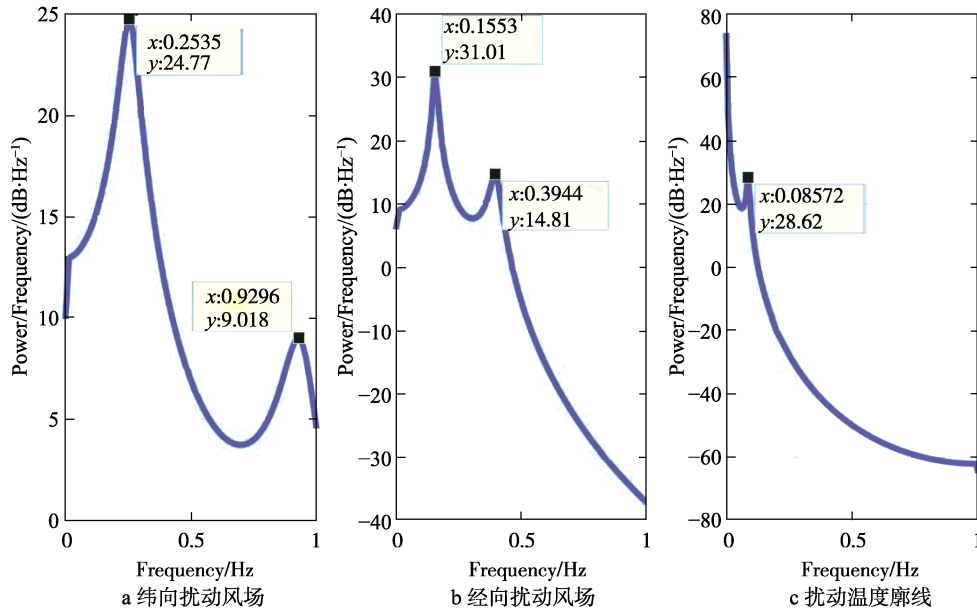 25
20
15
10
5
0
Power/Frequency/(dB·Hz⁻¹)
x:0.2535
y:24.77
x:0.9296
y:9.018
0
0.5
1
Frequency/Hz
a 纬向扰动风场
40
30
20
10
0
−10
−20
−30
−40
Power/Frequency/(dB·Hz⁻¹)
x:0.1553
y:31.01
x:0.3944
y:14.81
0
0.5
1
Frequency/Hz
b 经向扰动风场
80
60
40
20
0
−20
−40
−60
−80
Power/Frequency/(dB·Hz⁻¹)
x:0.08572
y:28.62
0
0.5
1
Frequency/Hz
c 扰动温度廓线